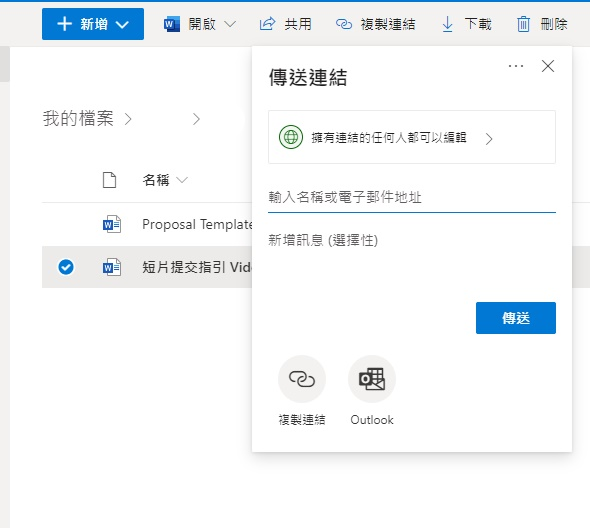 新增
開啟
共用
複製連結
下載
刪除
傳送連結
我的檔案
擁有連結的任何人都可以編輯
名稱
輸入名稱或電子郵件地址
Proposal Template
新增訊息 (選擇性)
短片提交指引 Vide
傳送
複製連結
Outlook